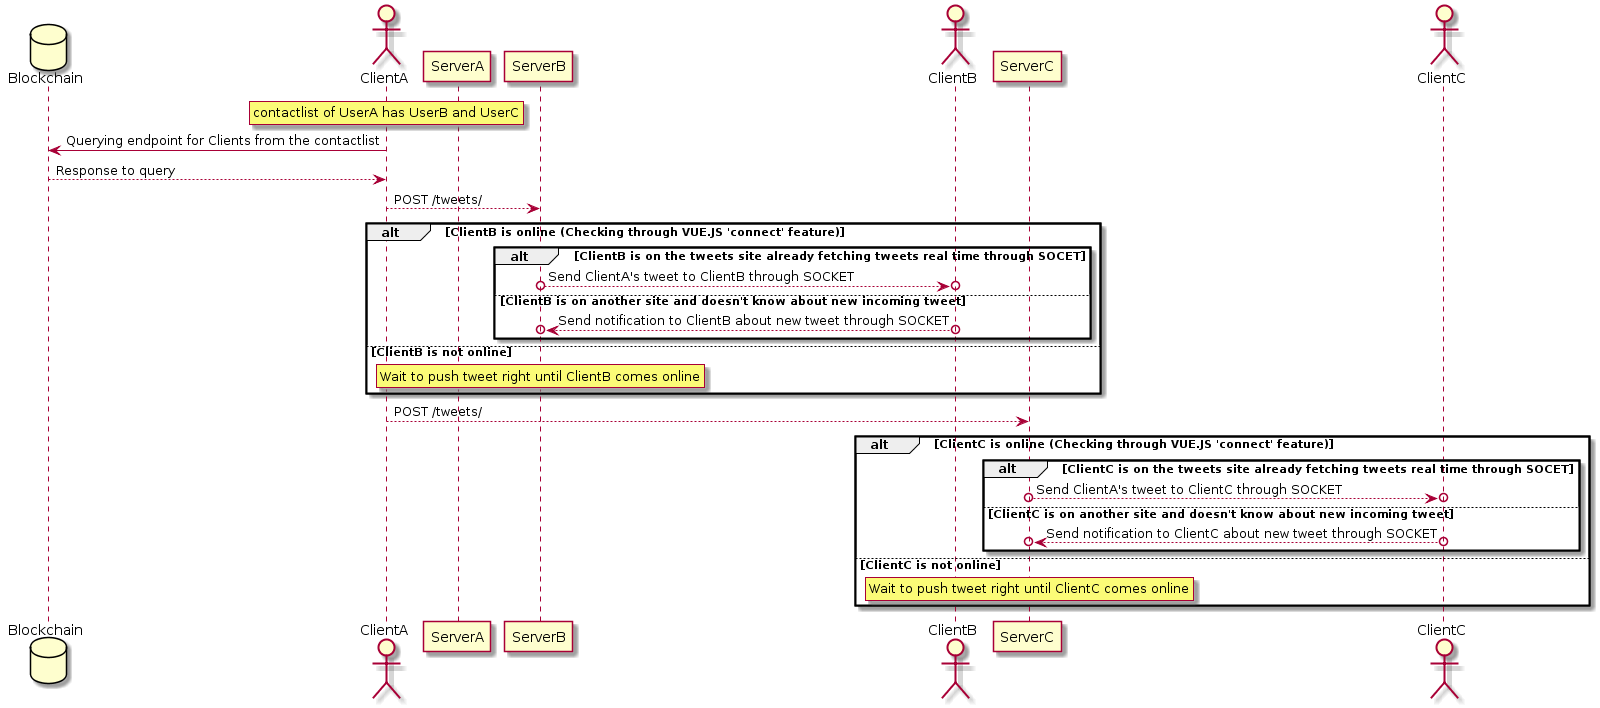 Blockchain
ClientA
ServerA
ServerB
ClientB
ServerC
ClientC
contactlist of UserA has UserB and UserC
Querying endpoint for Clients from the contactlist
Response to query
POST /tweets/
alt [ClientB is online (Checking through VUE.JS 'connect' feature)]
alt [ClientB is on the tweets site already fetching tweets real time through SOCET]
Send ClientA's tweet to ClientB through SOCKET
[ClientB is on another site and doesn't know about new incoming tweet]
Send notification to ClientB about new tweet through SOCKET
[ClientB is not online]
Wait to push tweet right until ClientB comes online
POST /tweets/
alt [ClientC is online (Checking through VUE.JS 'connect' feature)]
alt [ClientC is on the tweets site already fetching tweets real time through SOCET]
Send ClientA's tweet to ClientC through SOCKET
[ClientC is on another site and doesn't know about new incoming tweet]
Send notification to ClientC about new tweet through SOCKET
[ClientC is not online]
Wait to push tweet right until ClientC comes online
Blockchain
ClientA
ServerA
ServerB
ClientB
ServerC
ClientC